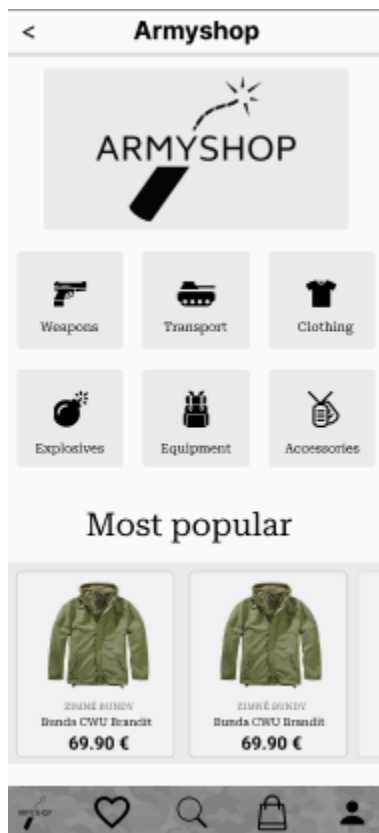 <
Armyshop
ARMYSHOP
Weapons
Transport
Clothing
Explosives
Equipment
Accessories
Most popular
ZIMNÉ BUNDY
Bunda CWU Brandit
69.90 €
ZIMNÉ BUNDY
Bunda CWU Brandit
69.90 €